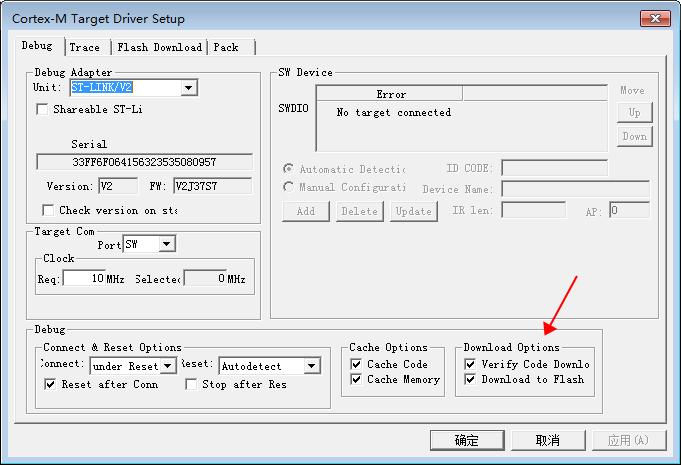 Cortex-M Target Driver Setup
Debug Trace Flash Download Pack
Debug Adapter
Unit: ST-LINK/V2
Shareable ST-Li
Serial
33FF6F064156323535080957
Version: V2 FW: V2J37S7
Check version on sta
Target Com
Port SW
Clock
Req: 10 MHz Selected 0 MHz
SW Device
Error
SWDIO No target connected
Move
Up
Down
Automatic Detectio ID CODE:
Manual Configurati Device Name:
Add Delete Update IR len: AP: 0
Debug
Connect & Reset Options
Connect: under Reset Reset: Autodetect
Reset after Conn Stop after Res
Cache Options
Cache Code
Cache Memory
Download Options
Verify Code Downlo
Download to Flash
确定 取消 应用(A)